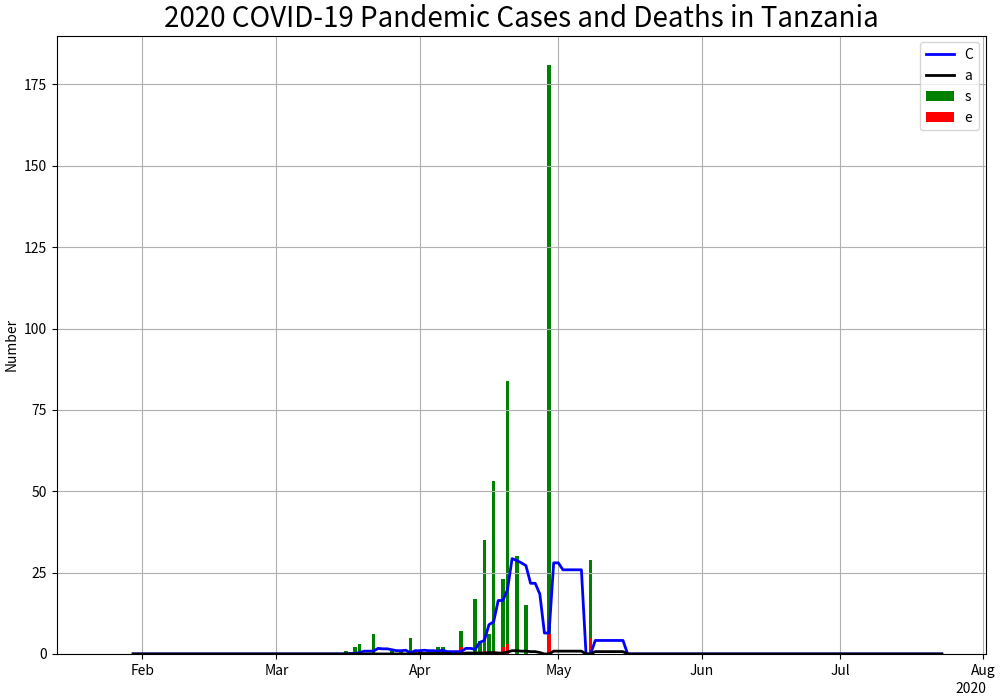 2020 COVID-19 Pandemic Cases and Deaths in Tanzania
C
a
s
e
175
150
125
100
75
50
25
0
Number
Feb
Mar
Apr
May
Jun
Jul
Aug
2020